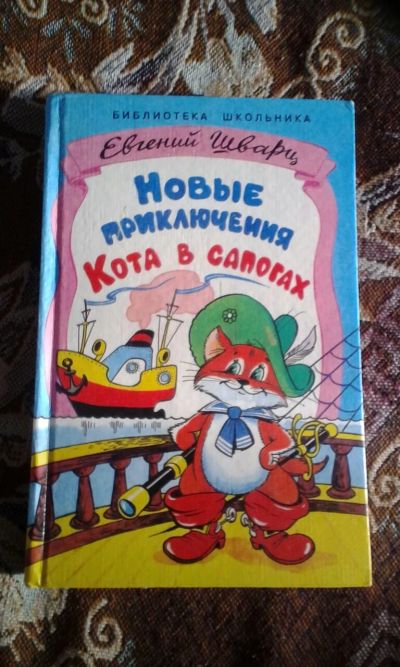 БИБЛИОТЕКА ШКОЛЬНИКА
Евгений Шварц
Новые
приключения
Кота в сапогах